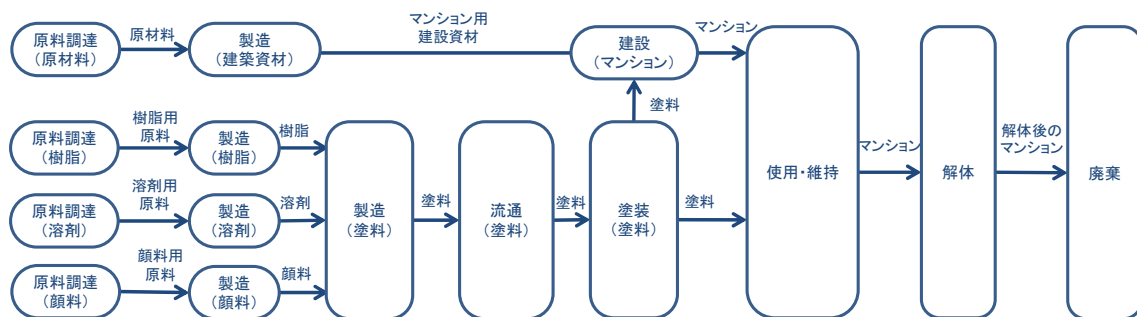 原料調達
（原材料）
原材料
製造
（建築資材）
マンション用
建設資材
建設
（マンション）
マンション
塗料
原料調達
（樹脂）
樹脂用
原料
製造
（樹脂）
樹脂
原料調達
（溶剤）
溶剤用
原料
製造
（溶剤）
溶剤
原料調達
（顔料）
顔料用
原料
製造
（顔料）
顔料
製造
（塗料）
塗料
流通
（塗料）
塗料
塗装
（塗料）
塗料
使用・維持
マンション
解体
解体後の
マンション
廃棄